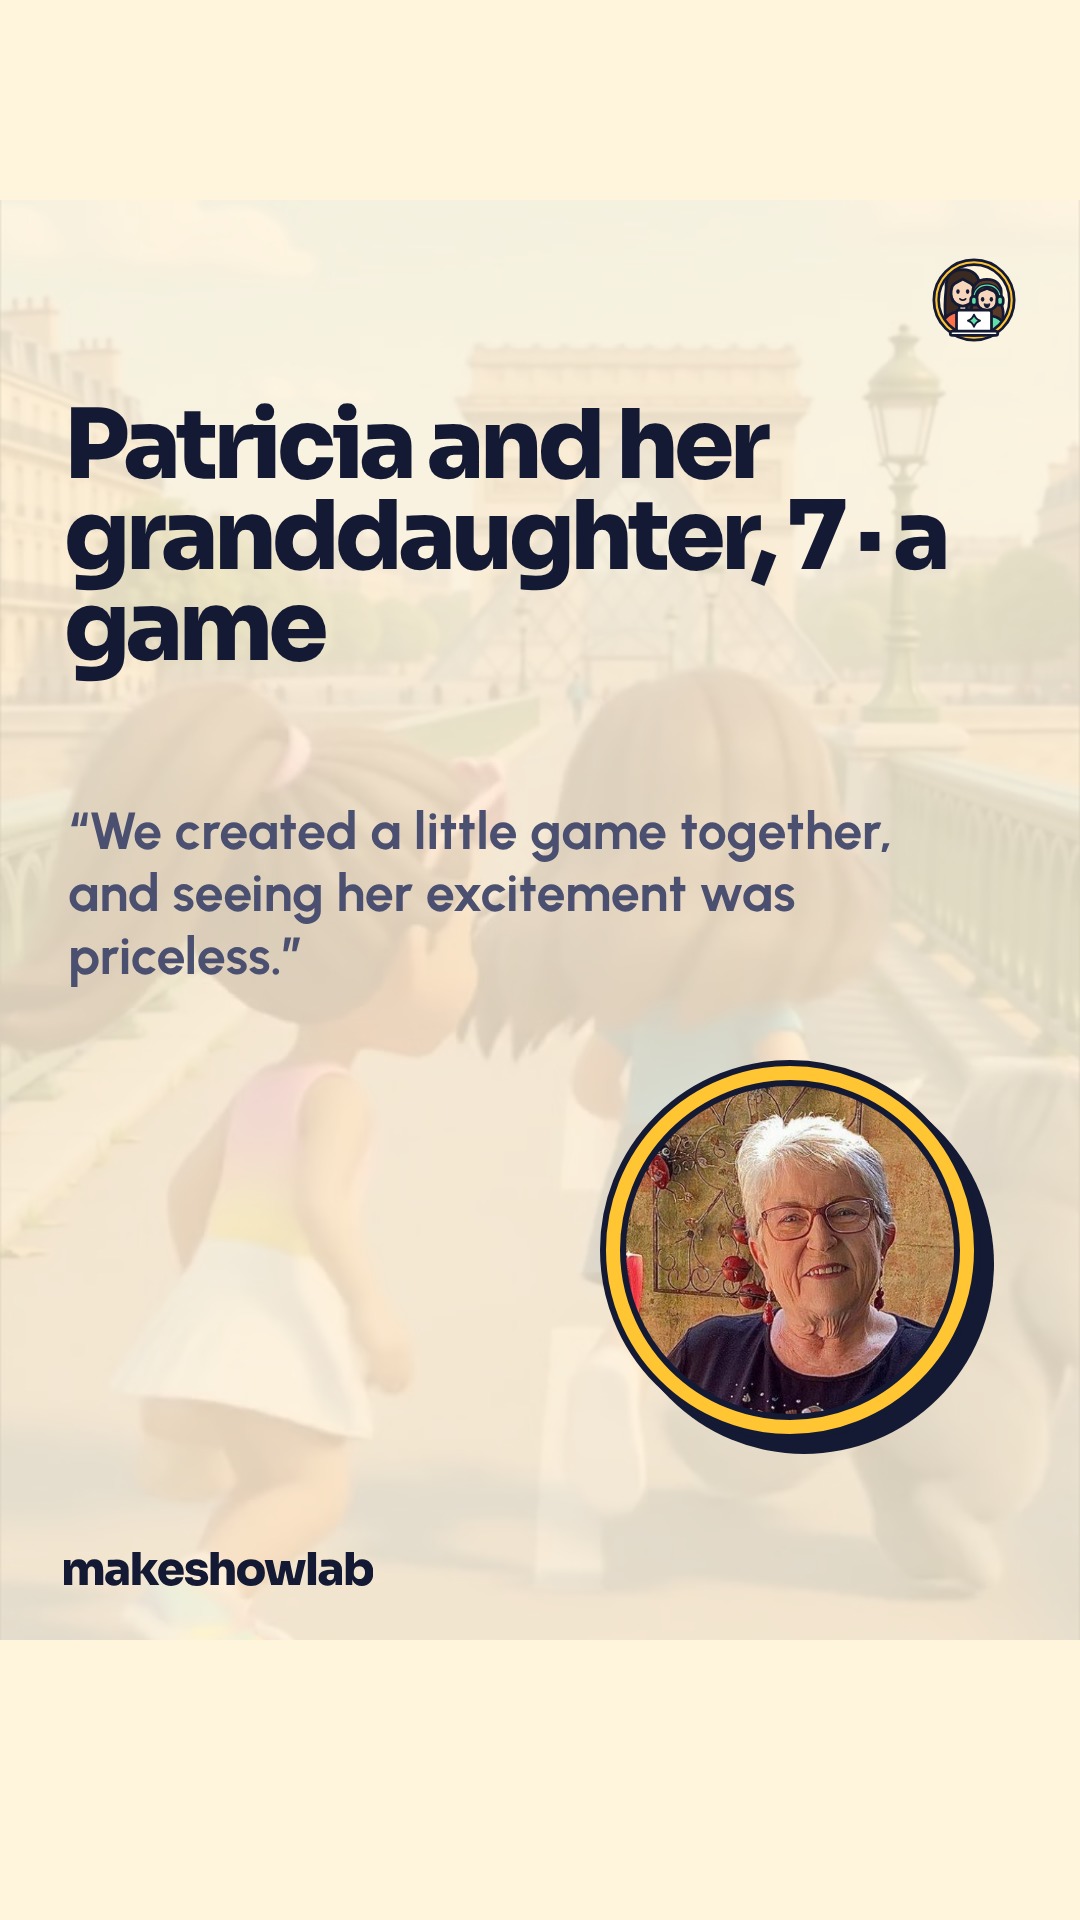 Patricia and her
granddaughter, 7 · a
game
“We created a little game together,
and seeing her excitement was
priceless.”
makeshowlab